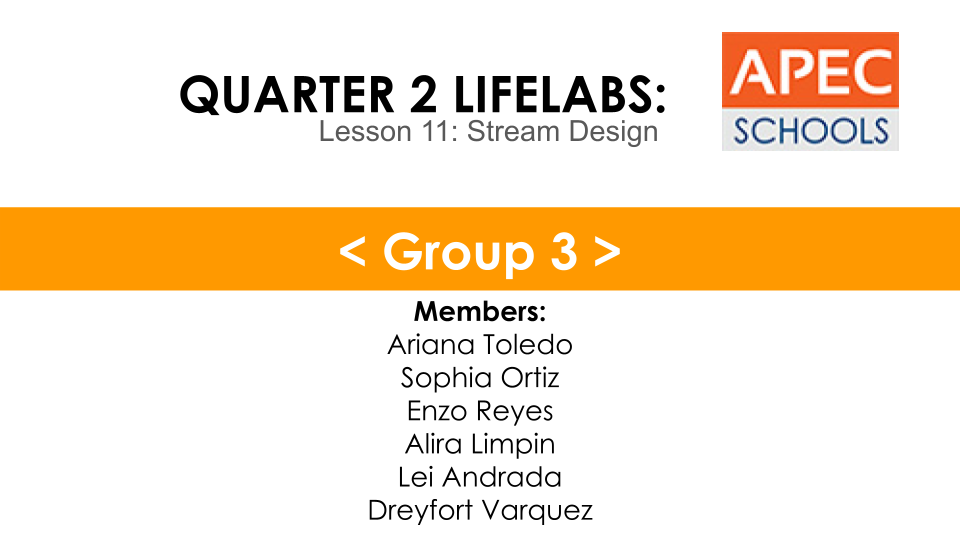 QUARTER 2 LIFELABS:
Lesson 11: Stream Design
APEC
SCHOOLS
< Group 3 >
Members:
Ariana Toledo
Sophia Ortiz
Enzo Reyes
Alira Limpin
Lei Andrada
Dreyfort Varquez